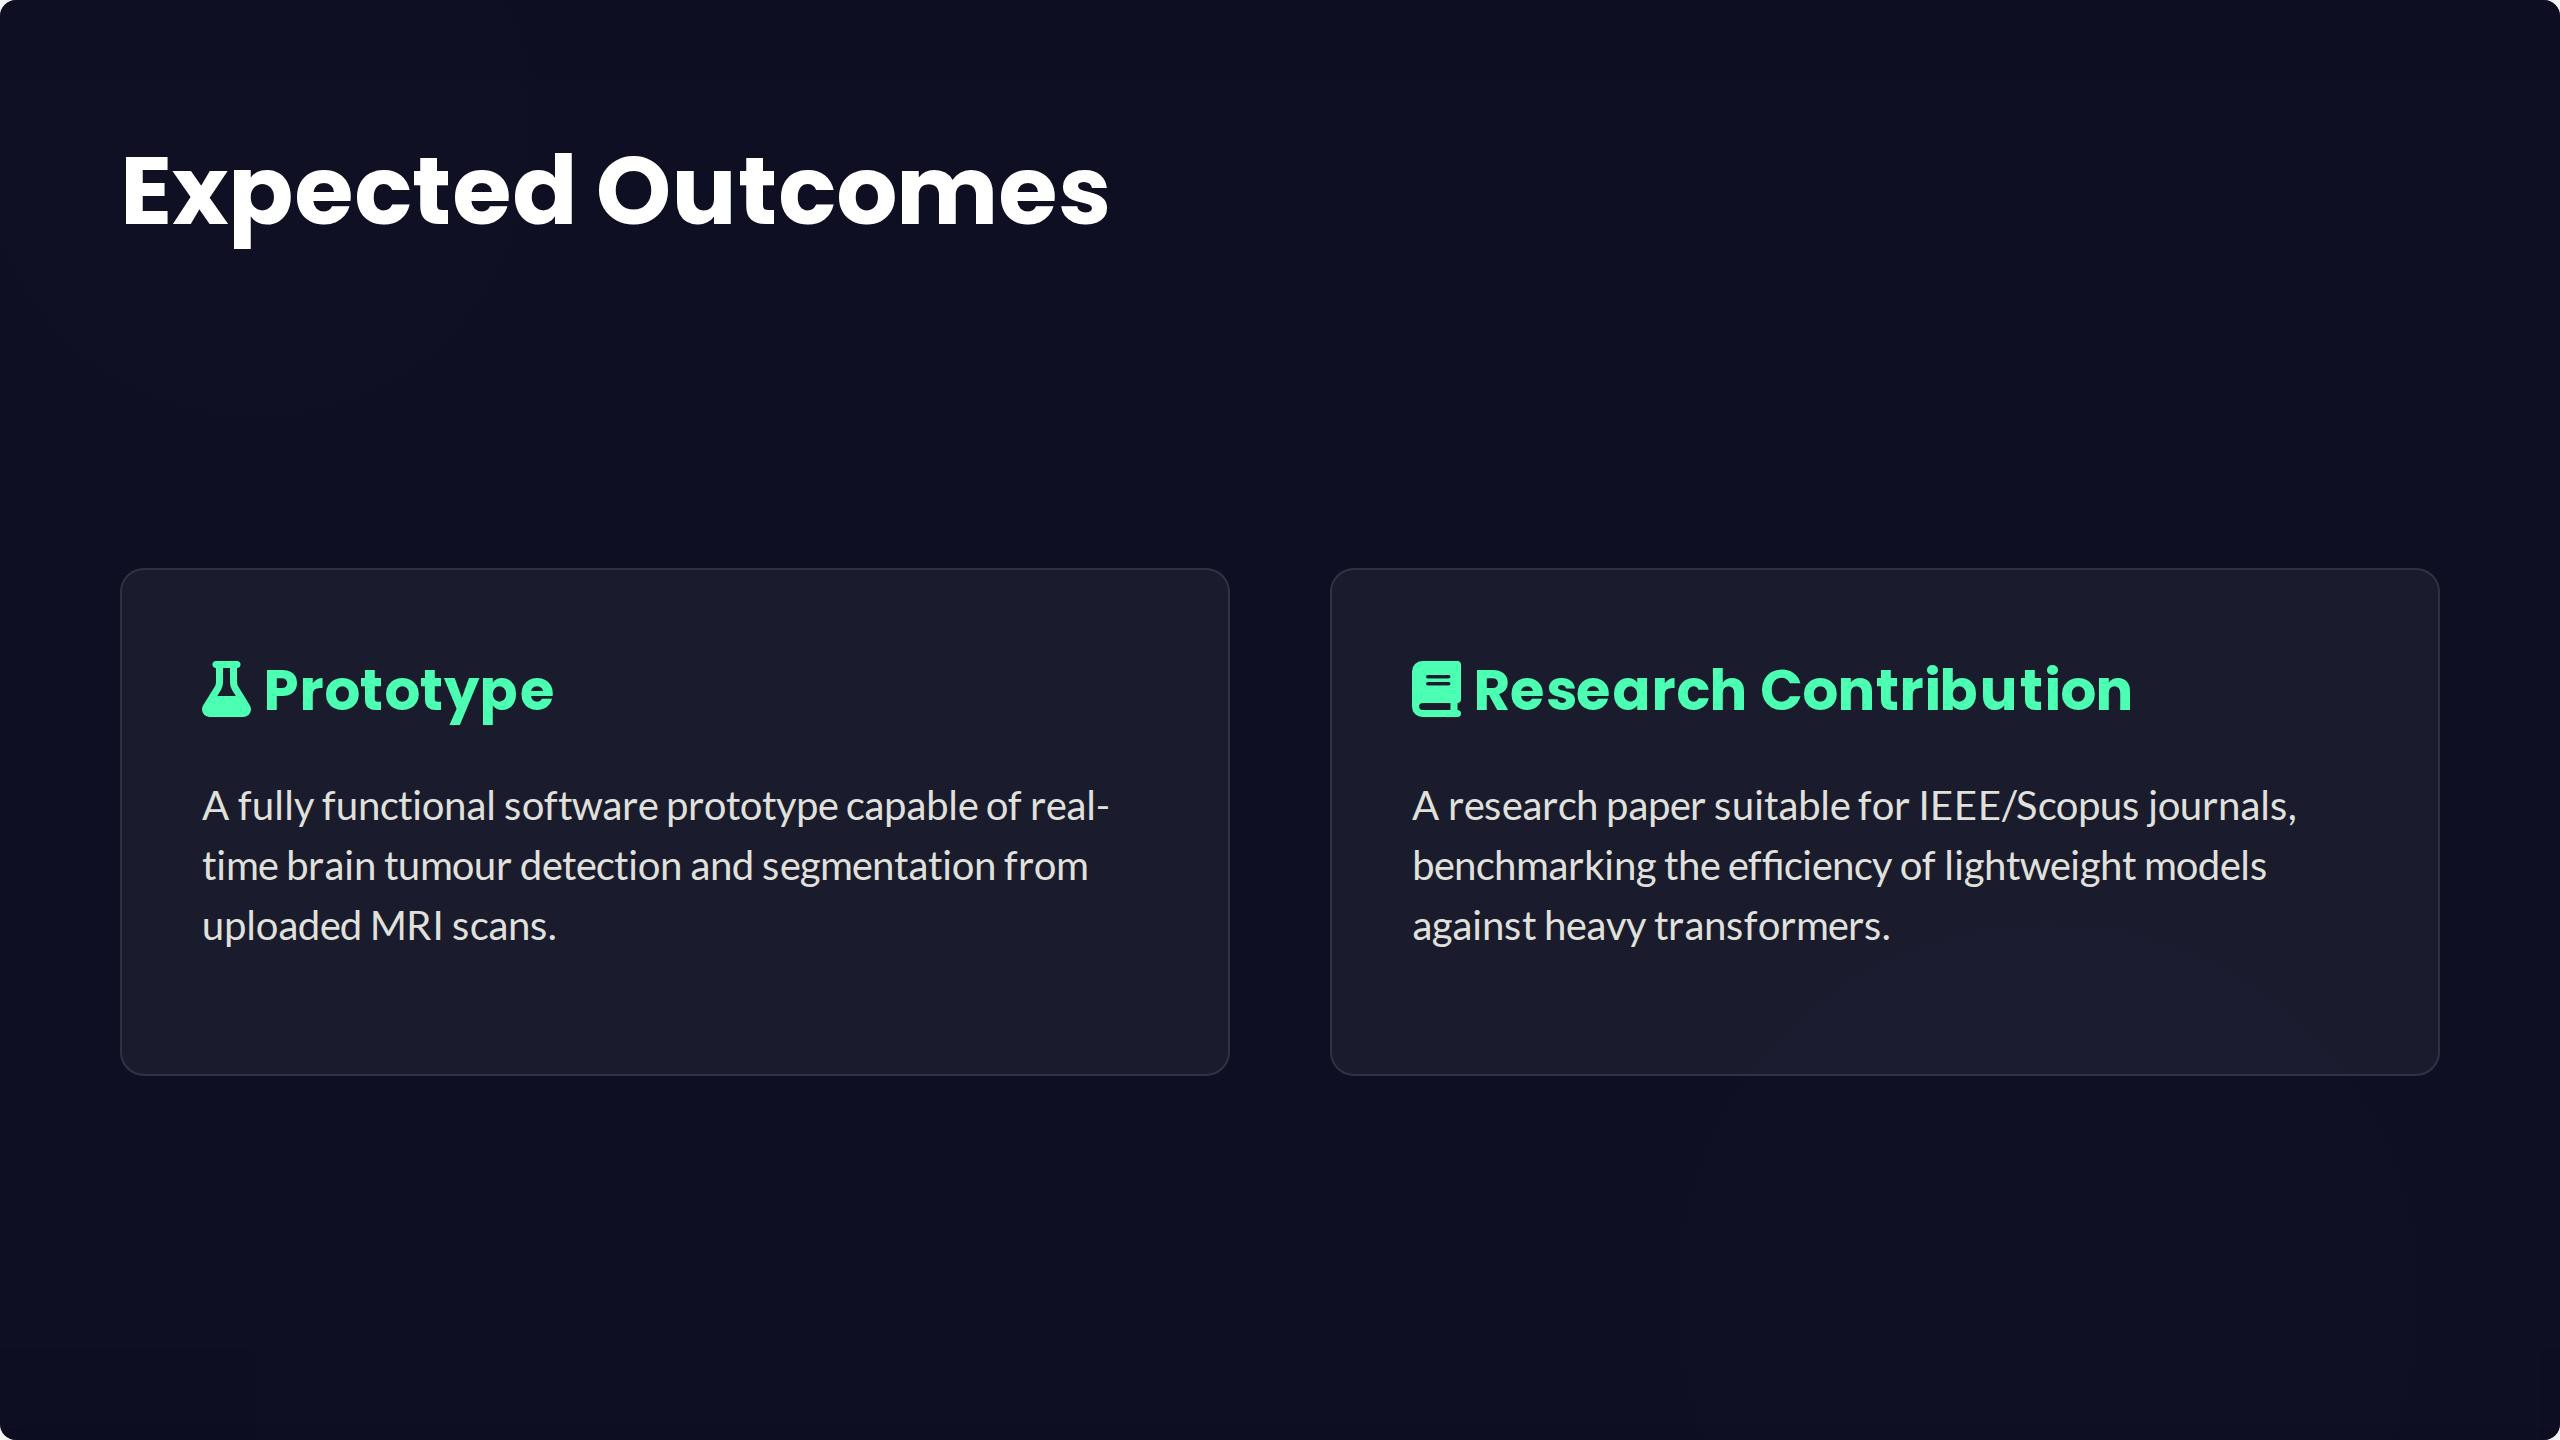 Expected Outcomes
Prototype
A fully functional software prototype capable of real-
time brain tumour detection and segmentation from
uploaded MRI scans.
Research Contribution
A research paper suitable for IEEE/Scopus journals,
benchmarking the efficiency of lightweight models
against heavy transformers.